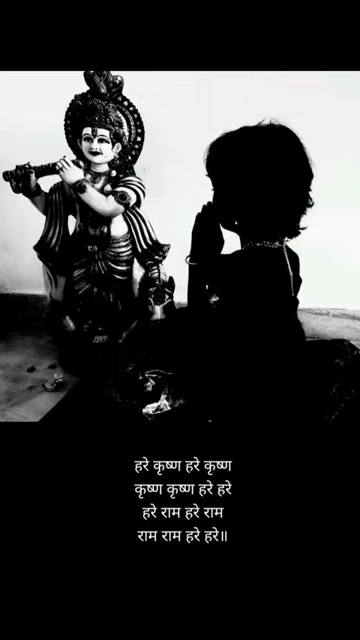 हरे कृष्ण हरे कृष्ण
कृष्ण कृष्ण हरे हरे
हरे राम हरे राम
राम राम हरे हरे॥